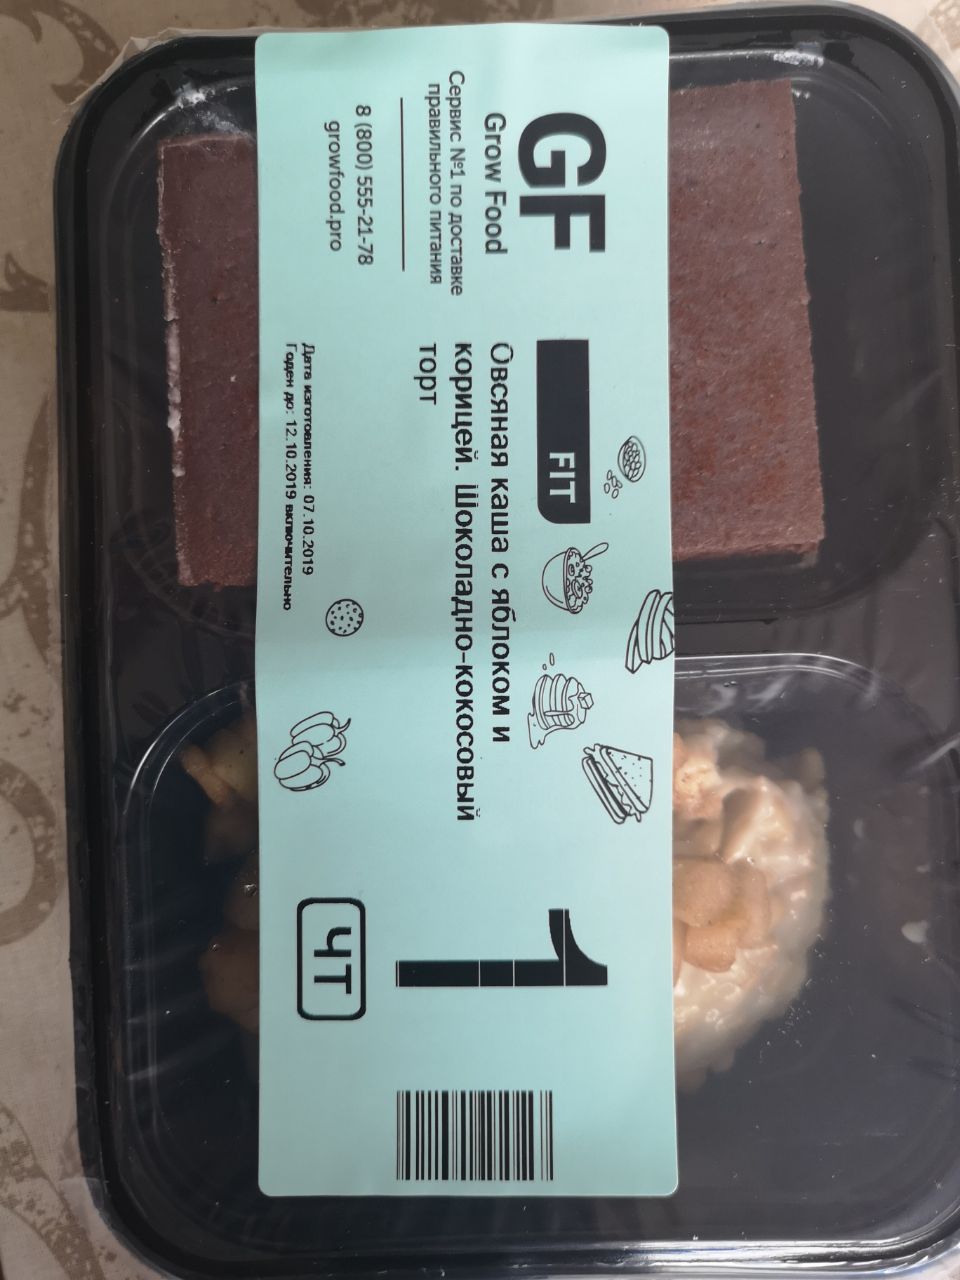 GF
Grow Food
Сервис №1 по доставке
правильного питания
8 (800) 555-21-78
growfood.pro
FIT
Овсяная каша с яблоком и
корицей. Шоколадно-кокосовый
торт
Дата изготовления: 07.10.2019
Годен до: 12.10.2019 включительно
1
ЧТ